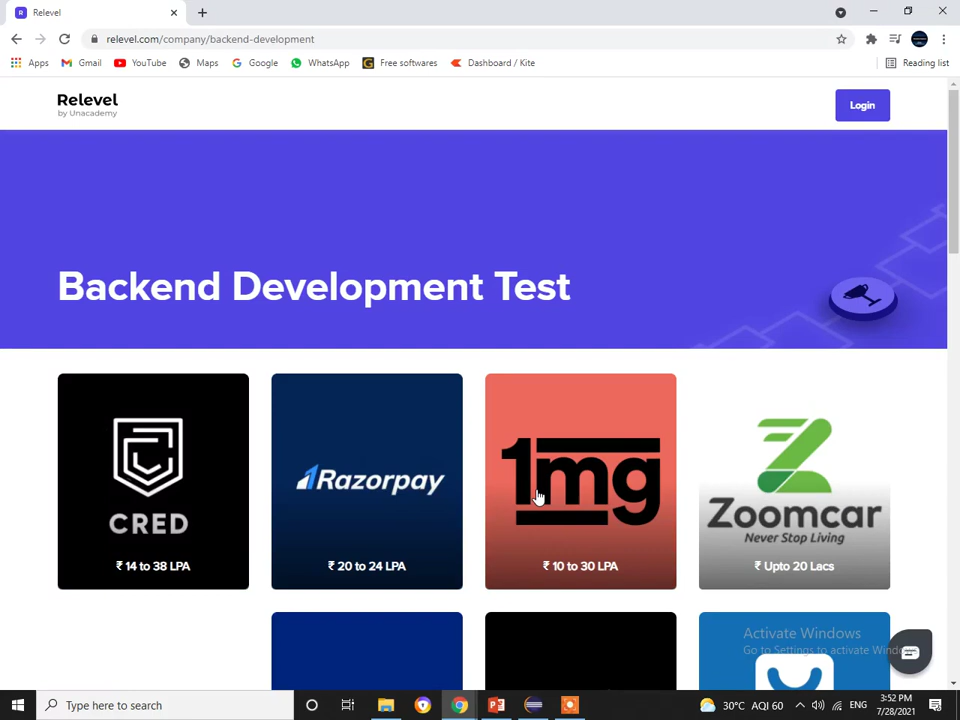 Relevel
relevel.com/company/backend-development
Apps
Gmail
YouTube
Maps
Google
WhatsApp
Free softwares
Dashboard / Kite
Reading list
Relevel
by Unacademy
Login
Backend Development Test
CRED
₹ 14 to 38 LPA
Razorpay
₹ 20 to 24 LPA
1mg
₹ 10 to 30 LPA
Zoomcar
Never Stop Living
₹ Upto 20 Lacs
Activate Windows
Go to Settings to activate Windows.
Type here to search
30°C AQI 60
ENG
3:52 PM
7/28/2021